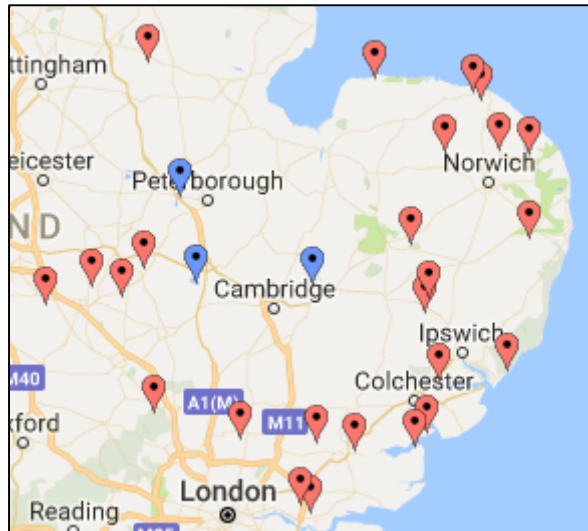 ttingham
eicester
Norwich
Peterborough
ND
Cambridge
Ipswich
M40
Colchester
A1(M)
M11
xford
London
Reading